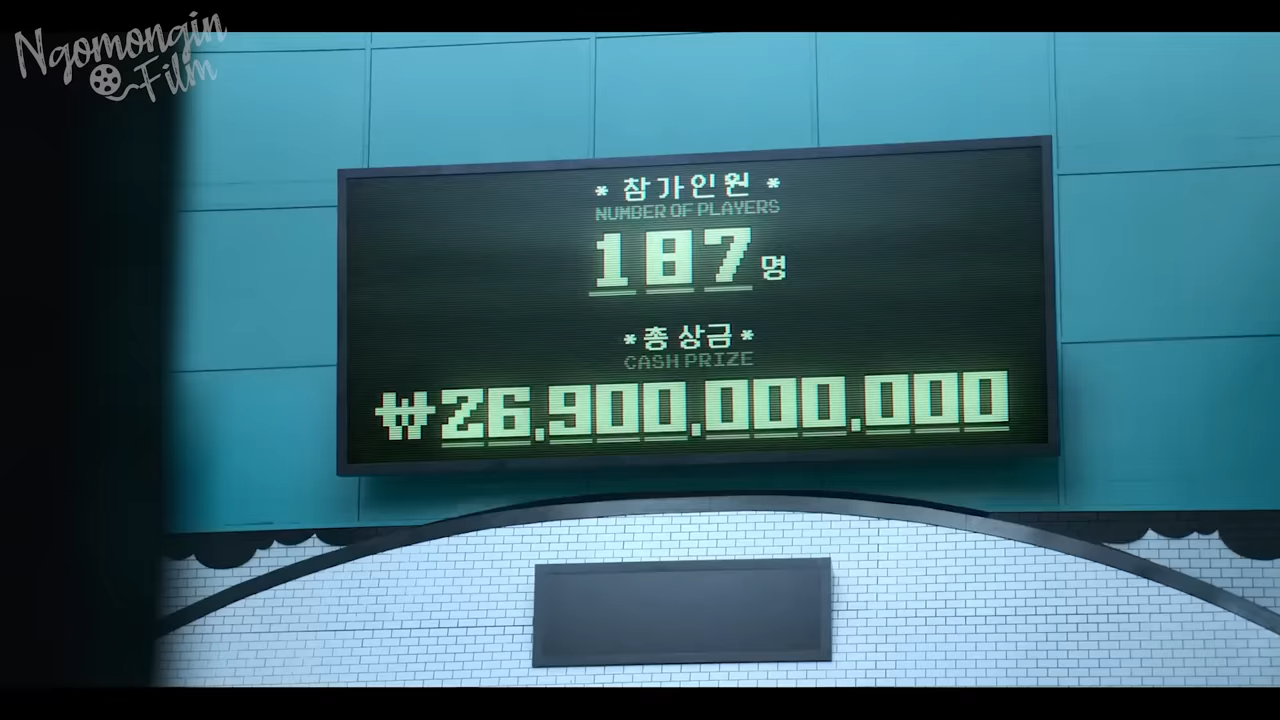 Ngomongin
Film
* 참가인원 *
NUMBER OF PLAYERS
187명
*총 상금*
CASH PRIZE
₩26,900,000,000